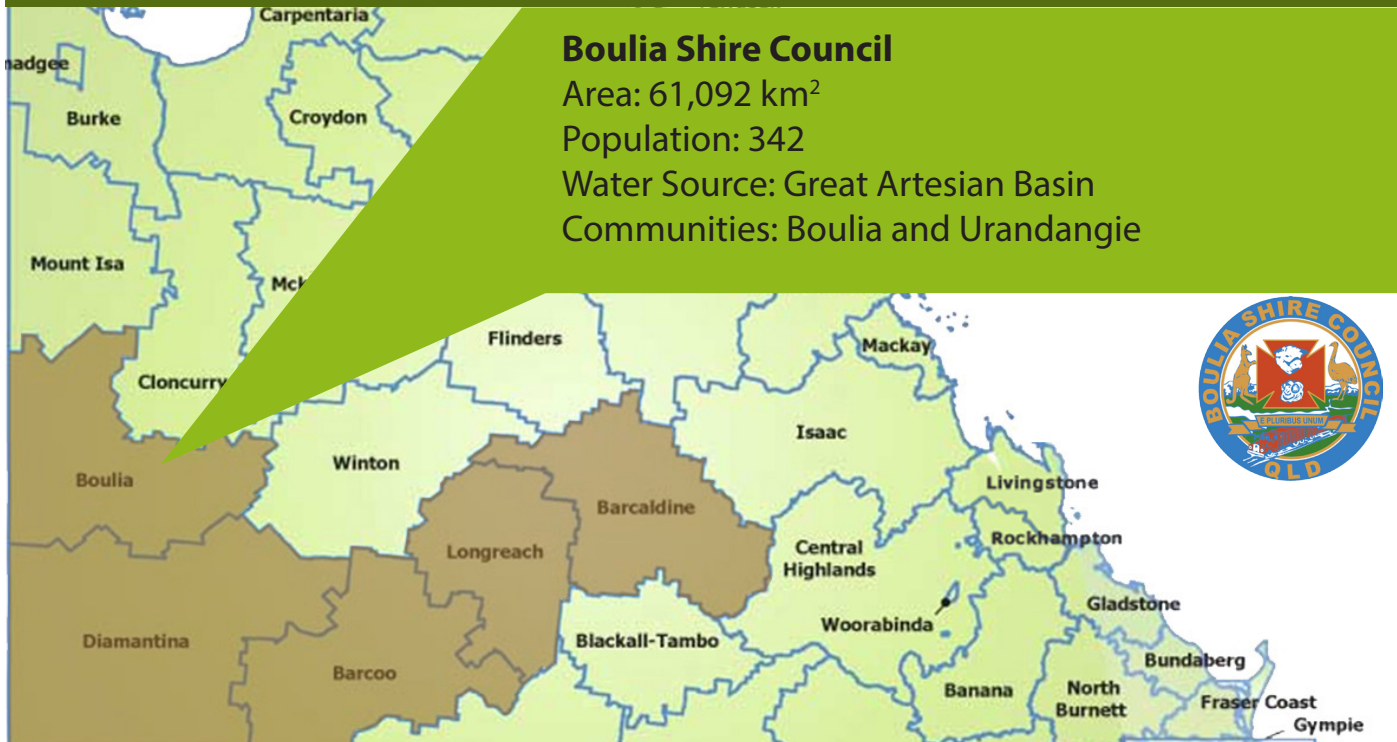 Boulia Shire Council
Area: 61,092 km²
Population: 342
Water Source: Great Artesian Basin
Communities: Boulia and Urandangie
Carpentaria
Burke
Croydon
Mount Isa
Flinders
Mackay
Cloncurry
Isaac
Boulia
Winton
Livingstone
Barcaldine
Longreach
Rockhampton
Central
Highlands
Gladstone
Woorabinda
Diamantina
Blackall-Tambo
Bundaberg
Barcoo
Banana
North
Burnett
Fraser Coast
Gympie
BOULIA SHIRE COUNCIL
E PLURIBUS UNUM
QLD